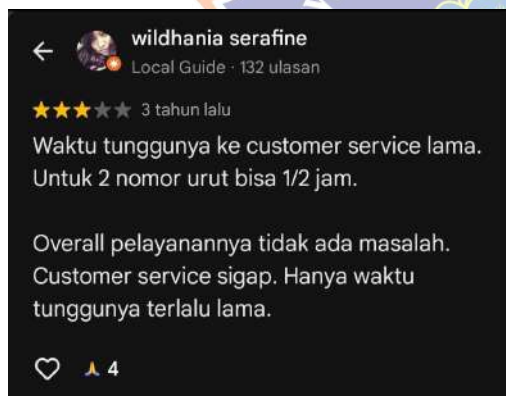 wildhania serafine
Local Guide · 132 ulasan
3 tahun lalu
Waktu tunggunya ke customer service lama.
Untuk 2 nomor urut bisa 1/2 jam.
Overall pelayanannya tidak ada masalah.
Customer service sigap. Hanya waktu
tunggunya terlalu lama.
4